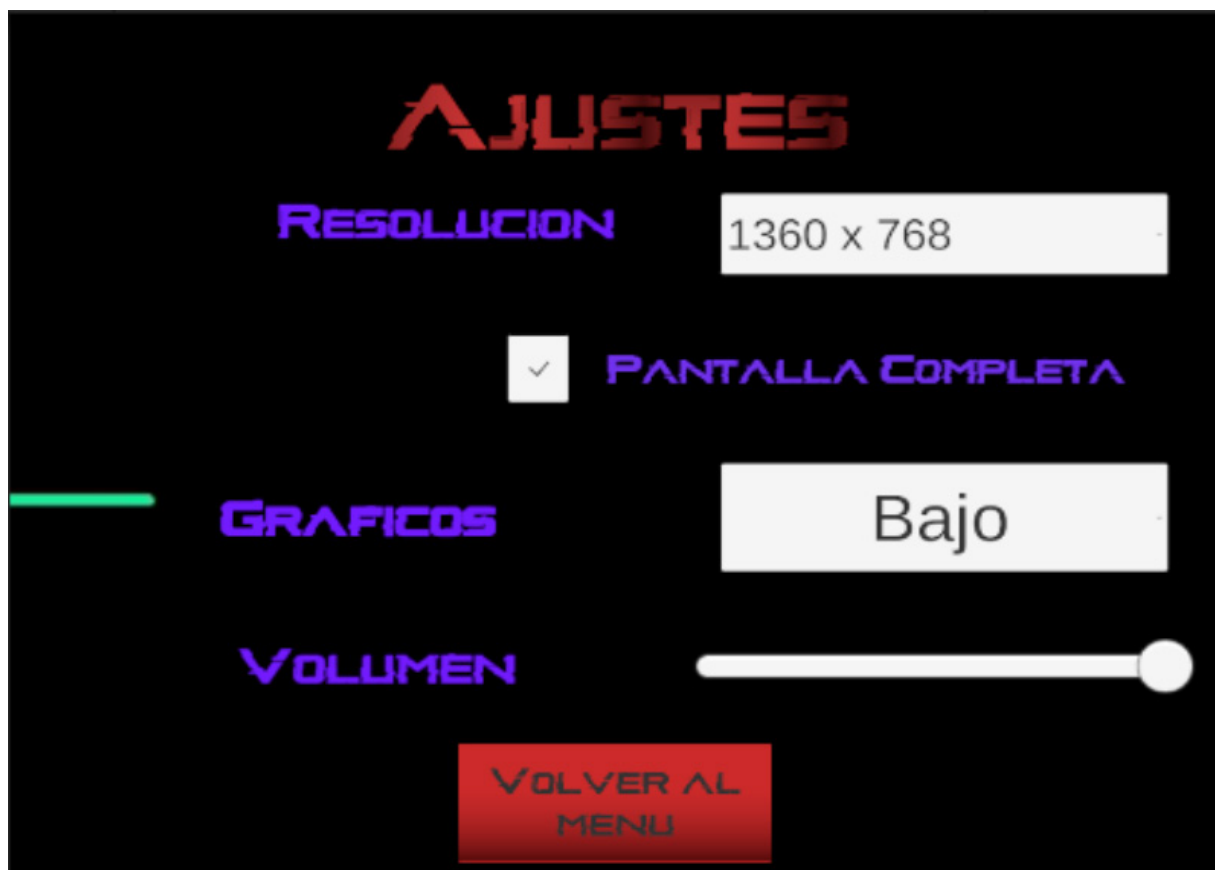 Ajustes
Resolucion
1360 x 768
Pantalla Completa
Graficos
Bajo
Volumen
Volver al
menu